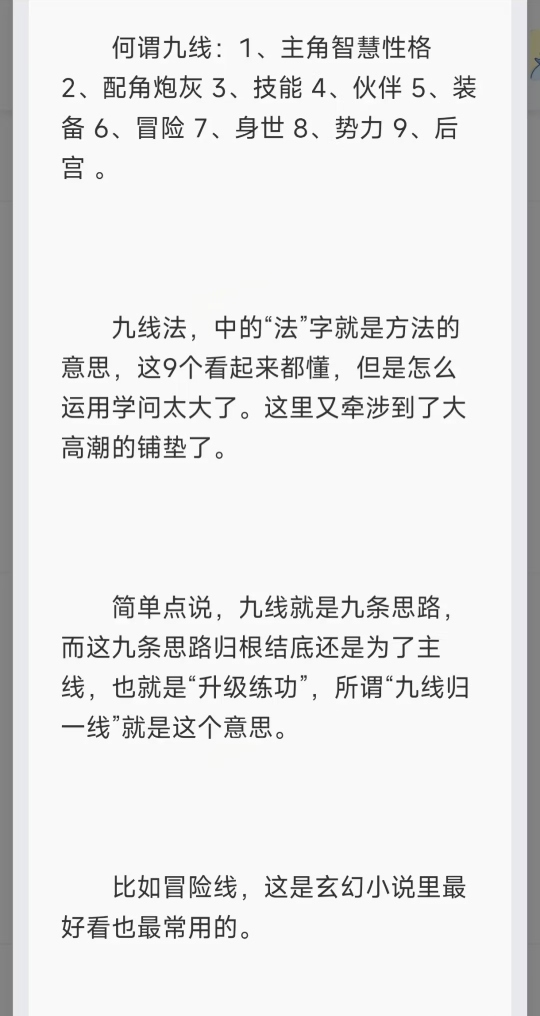 何谓九线：1、主角智慧性格
2、配角炮灰 3、技能 4、伙伴 5、装
备 6、冒险 7、身世 8、势力 9、后
宫 。
九线法，中的“法”字就是方法的
意思，这9个看起来都懂，但是怎么
运用学问太大了。这里又牵涉到了大
高潮的铺垫了。
简单点说，九线就是九条思路，
而这九条思路归根结底还是为了主
线，也就是“升级练功”，所谓“九线归
一线”就是这个意思。
比如冒险线，这是玄幻小说里最
好看也最常用的。